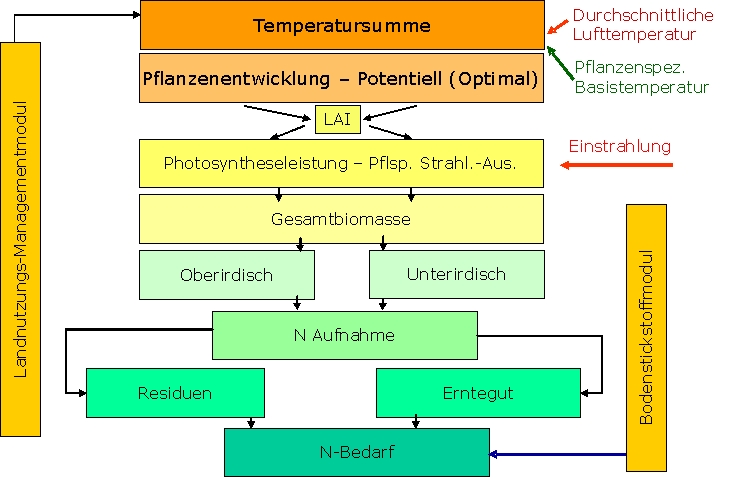 Temperatursumme
Durchschnittliche
Lufttemperatur
Pflanzenentwicklung – Potentiell (Optimal)
Pflanzenspez.
Basistemperatur
LAI
Photosyntheseleistung – Pflsp. Strahl.-Aus.
Einstrahlung
Gesamtbiomasse
Oberirdisch
Unterirdisch
N Aufnahme
Residuen
Erntegut
N-Bedarf
Landnutzungs-Managementmodul
Bodenstickstoffmodul